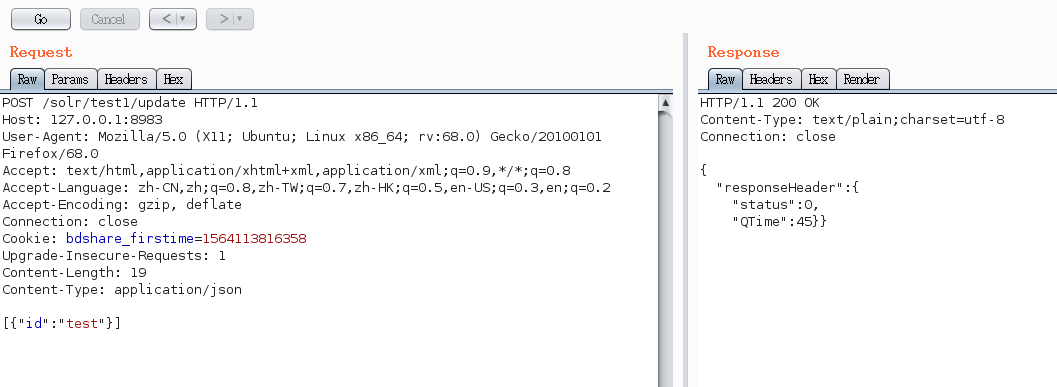 Go Cancel < > 
Request
Raw Params Headers Hex
POST /solr/test1/update HTTP/1.1
Host: 127.0.0.1:8983
User-Agent: Mozilla/5.0 (X11; Ubuntu; Linux x86_64; rv:68.0) Gecko/20100101
Firefox/68.0
Accept: text/html,application/xhtml+xml,application/xml;q=0.9,*/*;q=0.8
Accept-Language: zh-CN,zh;q=0.8,zh-TW;q=0.7,zh-HK;q=0.5,en-US;q=0.3,en;q=0.2
Accept-Encoding: gzip, deflate
Connection: close
Cookie: bdshare_firstime=1564113816358
Upgrade-Insecure-Requests: 1
Content-Length: 19
Content-Type: application/json
[{"id":"test"}]
Response
Raw Headers Hex Render
HTTP/1.1 200 OK
Content-Type: text/plain;charset=utf-8
Connection: close
{
"responseHeader":{
"status":0,
"QTime":45}}